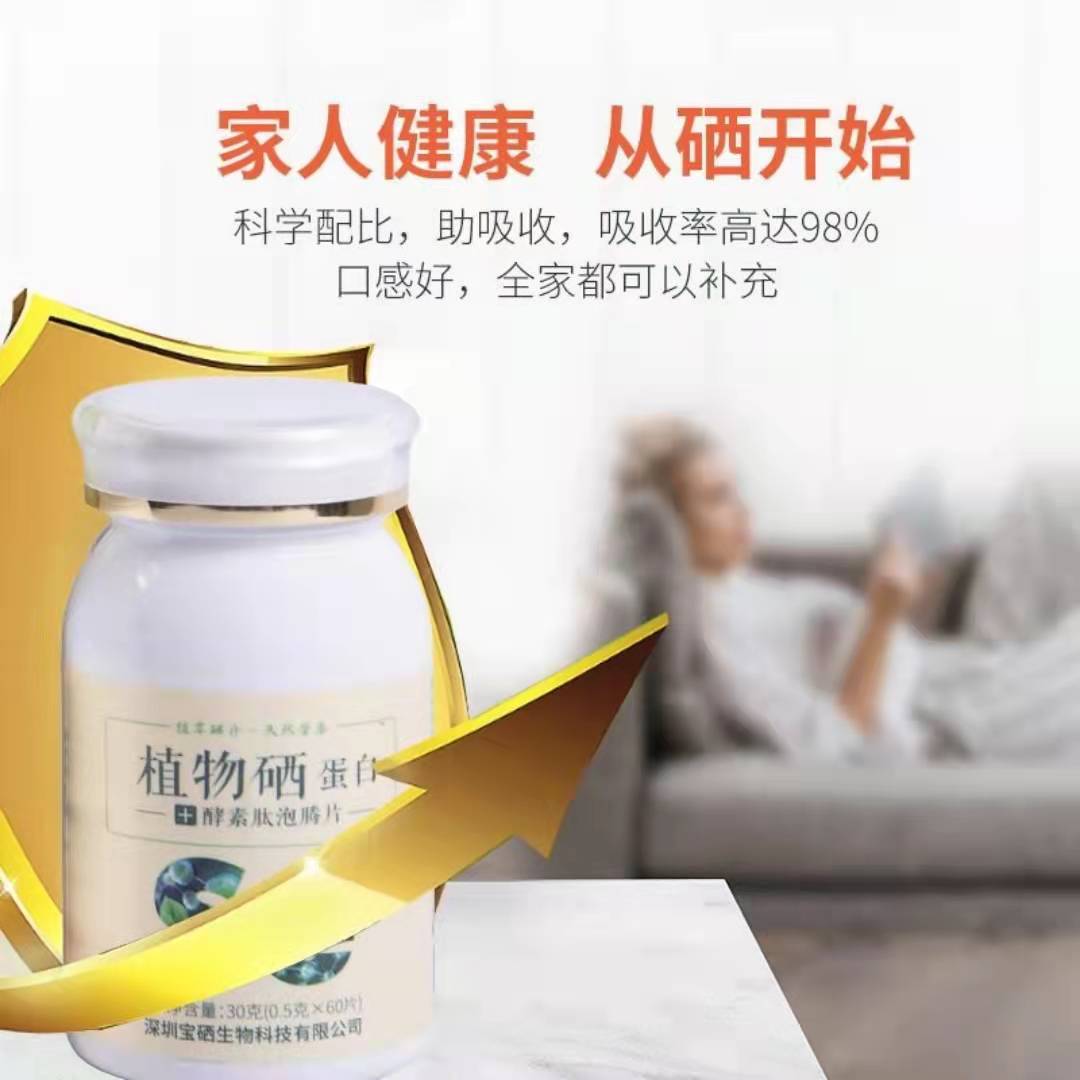 家人健康 从硒开始
科学配比，助吸收，吸收率高达98%
口感好，全家都可以补充
植物硒 蛋白
+酵素肽泡腾片
净含量:30克(0.5克×60片)
深圳宝硒生物科技有限公司